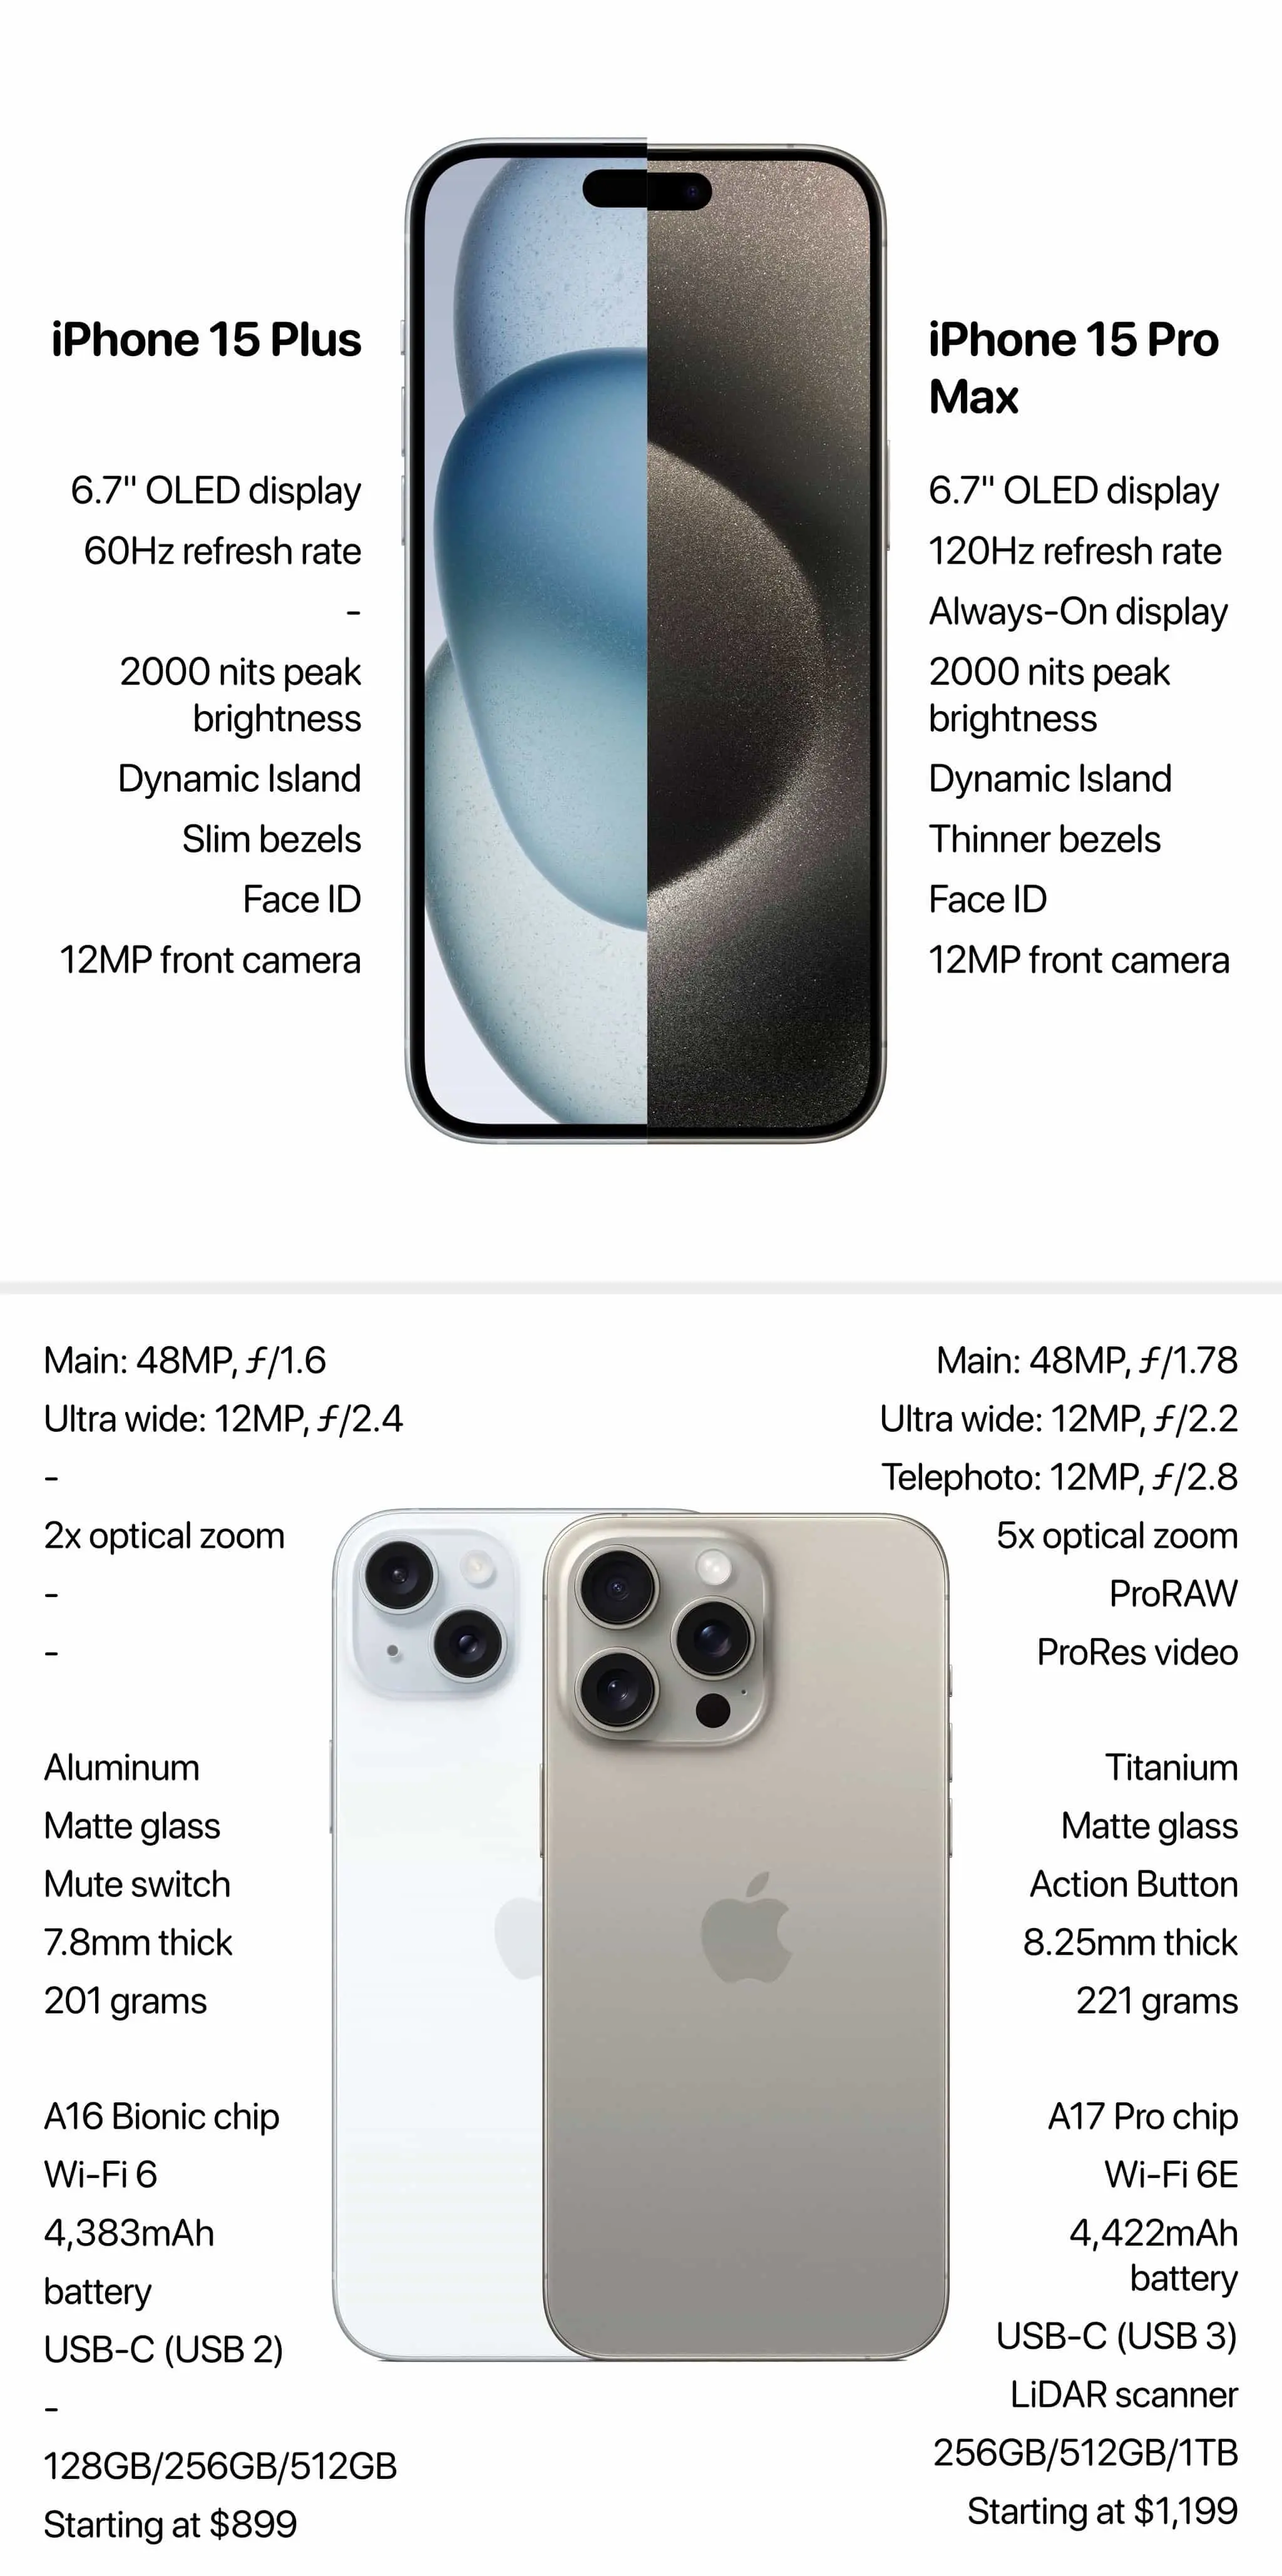 iPhone 15 Plus
6.7" OLED display
60Hz refresh rate
-
2000 nits peak
brightness
Dynamic Island
Slim bezels
Face ID
12MP front camera
iPhone 15 Pro
Max
6.7" OLED display
120Hz refresh rate
Always-On display
2000 nits peak
brightness
Dynamic Island
Thinner bezels
Face ID
12MP front camera
Main: 48MP, ƒ/1.6
Ultra wide: 12MP, ƒ/2.4
-
2x optical zoom
-
-
Aluminum
Matte glass
Mute switch
7.8mm thick
201 grams
A16 Bionic chip
Wi-Fi 6
4,383mAh
battery
USB-C (USB 2)
-
128GB/256GB/512GB
Starting at $899
Main: 48MP, ƒ/1.78
Ultra wide: 12MP, ƒ/2.2
Telephoto: 12MP, ƒ/2.8
5x optical zoom
ProRAW
ProRes video
Titanium
Matte glass
Action Button
8.25mm thick
221 grams
A17 Pro chip
Wi-Fi 6E
4,422mAh
battery
USB-C (USB 3)
LiDAR scanner
256GB/512GB/1TB
Starting at $1,199